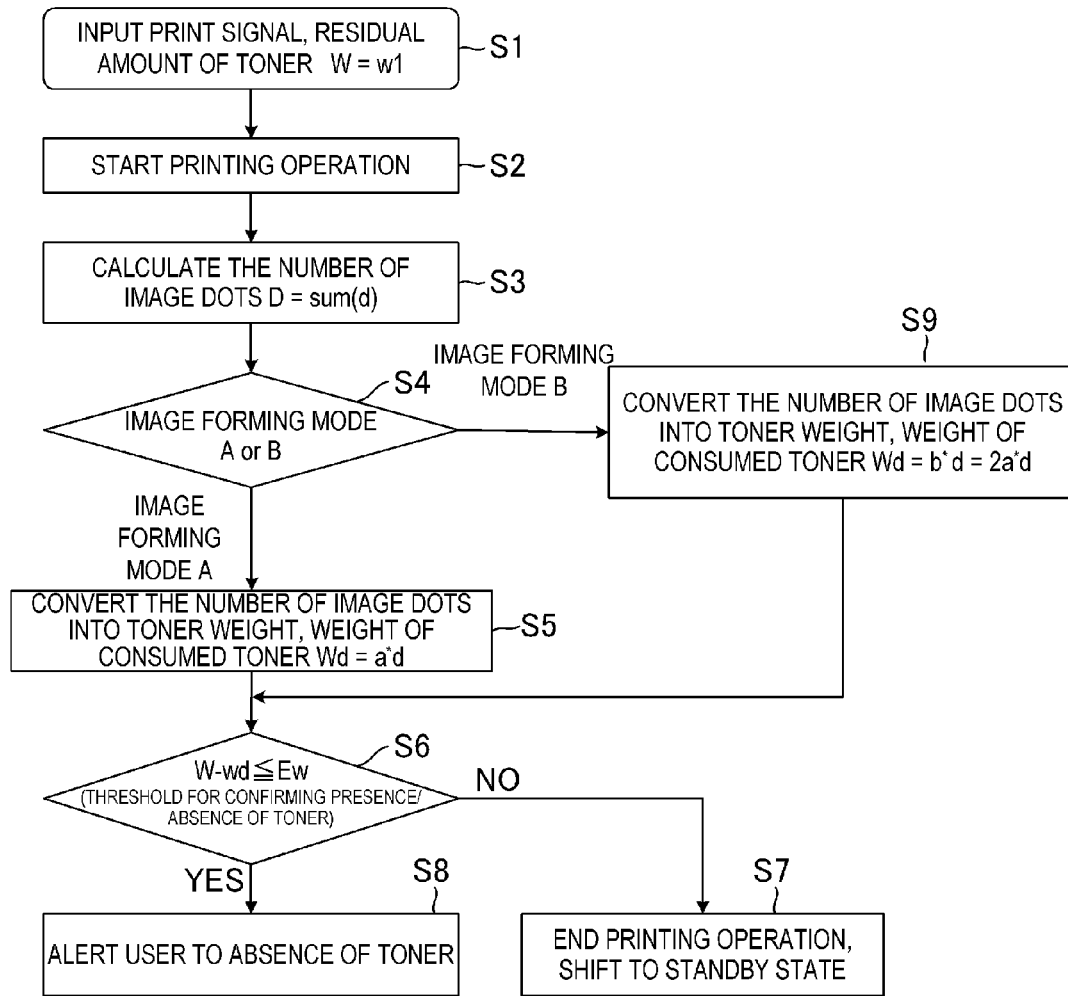 INPUT PRINT SIGNAL, RESIDUAL
AMOUNT OF TONER W = w1
S1
START PRINTING OPERATION
S2
CALCULATE THE NUMBER OF
IMAGE DOTS D = sum(d)
S3
S4
IMAGE FORMING MODE
A or B
IMAGE FORMING
MODE B
S9
CONVERT THE NUMBER OF IMAGE DOTS
INTO TONER WEIGHT, WEIGHT OF
CONSUMED TONER Wd = b*d = 2a*d
IMAGE
FORMING
MODE A
CONVERT THE NUMBER OF IMAGE DOTS
INTO TONER WEIGHT, WEIGHT OF
CONSUMED TONER Wd = a*d
S5
S6
W-wd≦Ew
(THRESHOLD FOR CONFIRMING PRESENCE/
ABSENCE OF TONER)
NO
YES
S8
ALERT USER TO ABSENCE OF TONER
S7
END PRINTING OPERATION,
SHIFT TO STANDBY STATE